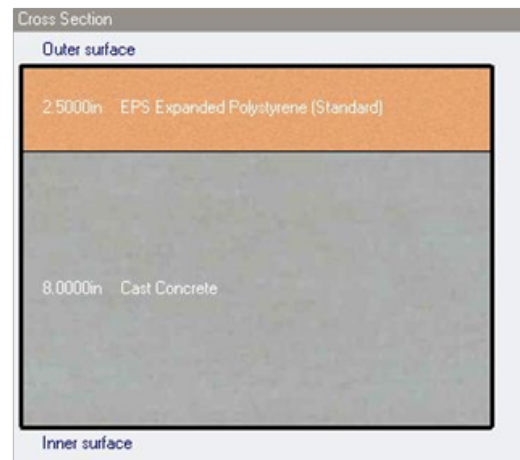 Cross Section
Outer surface
2.5000in EPS Expanded Polystyrene (Standard)
8.0000in Cast Concrete
Inner surface